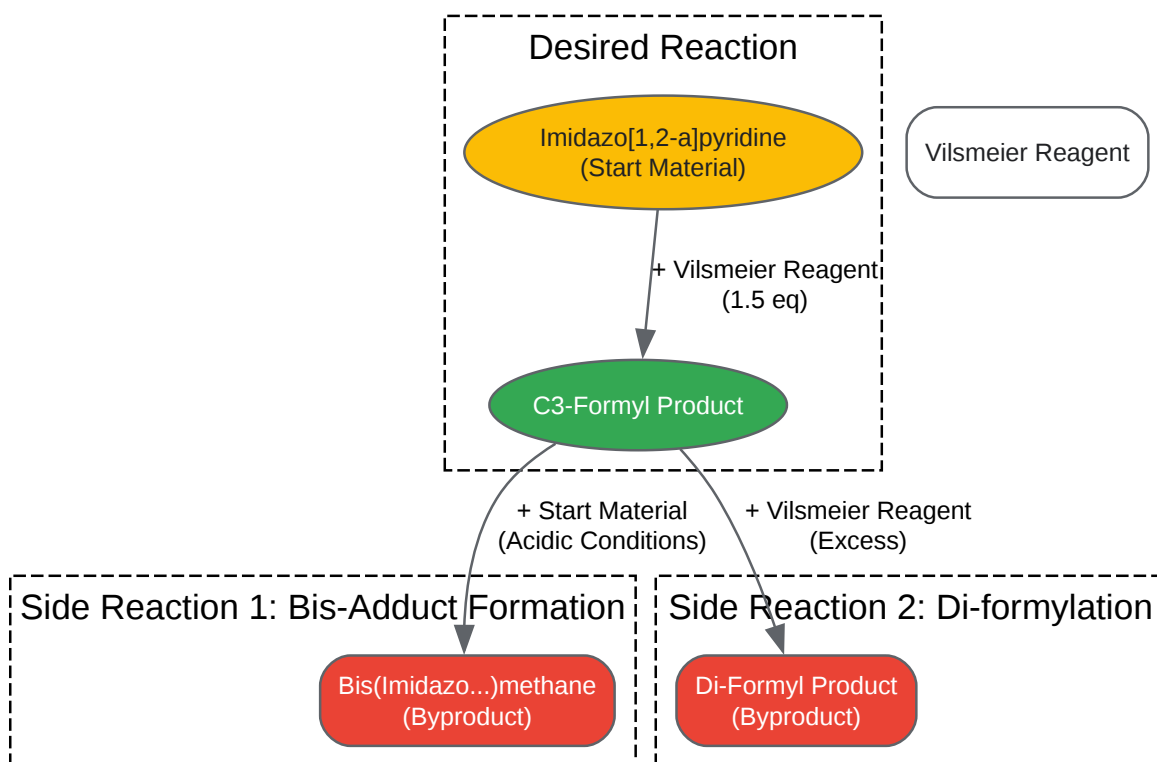 Desired Reaction
Imidazo[1,2-a]pyridine
(Start Material)
Vilsmeier Reagent
+ Vilsmeier Reagent
(1.5 eq)
C3-Formyl Product
+ Start Material
(Acidic Conditions)
+ Vilsmeier Reagent
(Excess)
Side Reaction 1: Bis-Adduct Formation
Bis(Imidazo...)methane
(Byproduct)
Side Reaction 2: Di-formylation
Di-Formyl Product
(Byproduct)